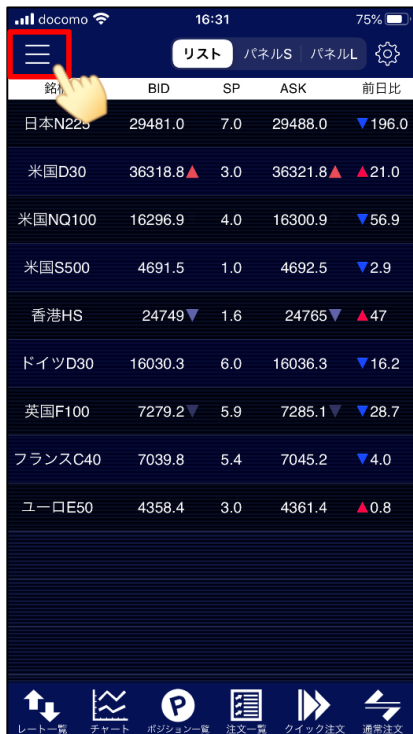 docomo 16:31 75%
リスト パネルS パネルL
銘柄 BID SP ASK 前日比
日本N225 29481.0 7.0 29488.0 ▼196.0
米国D30 36318.8▲ 3.0 36321.8▲ ▲21.0
米国NQ100 16296.9 4.0 16300.9 ▼56.9
米国S500 4691.5 1.0 4692.5 ▼2.9
香港HS 24749▼ 1.6 24765▼ ▲47
ドイツD30 16030.3 6.0 16036.3 ▼16.2
英国F100 7279.2▼ 5.9 7285.1▼ ▼28.7
フランスC40 7039.8 5.4 7045.2 ▼4.0
ユーロE50 4358.4 3.0 4361.4 ▲0.8
P
レート一覧 チャート ポジション一覧 注文一覧 クイック注文 通常注文